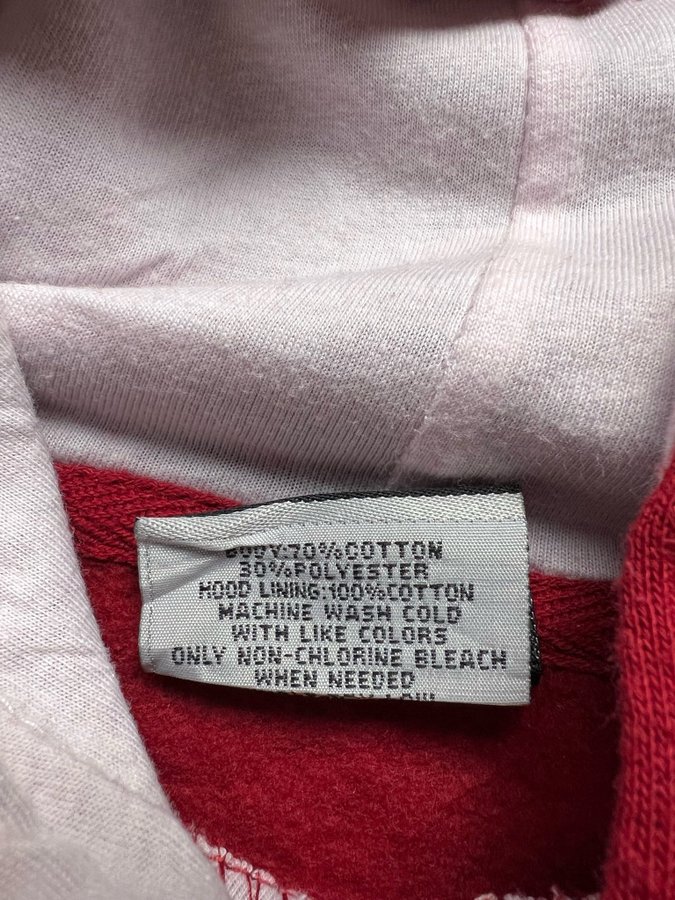 BODY:70%COTTON
30%POLYESTER
HOOD LINING:100%COTTON
MACHINE WASH COLD
WITH LIKE COLORS
ONLY NON-CHLORINE BLEACH
WHEN NEEDED